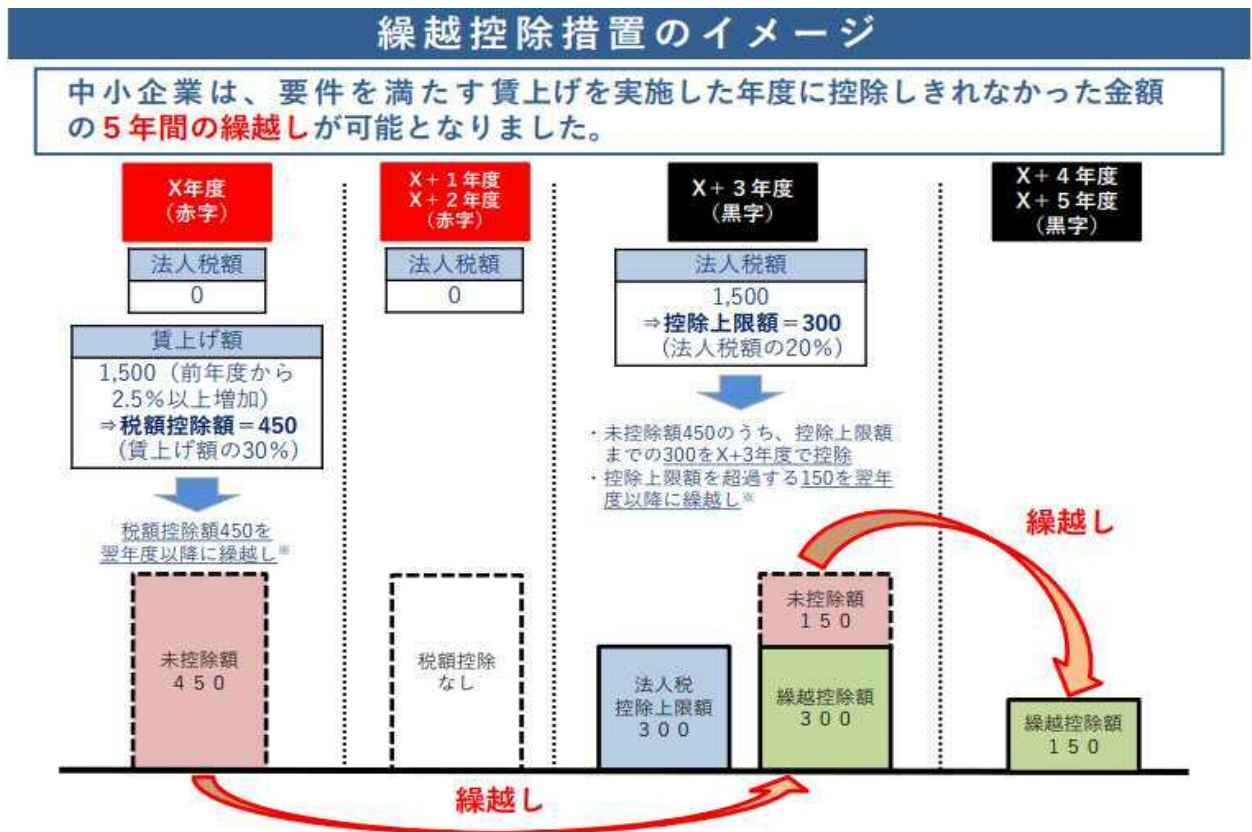 繰越控除措置のイメージ
中小企業は、要件を満たす賃上げを実施した年度に控除しきれなかった金額
の５年間の繰越しが可能となりました。
X年度
（赤字）
法人税額
0
賃上げ額
1,500（前年度から
2.5%以上増加）
⇒税額控除額＝450
（賃上げ額の30%）
税額控除額450を
翌年度以降に繰越し※
未控除額
４５０
X＋１年度
X＋２年度
（赤字）
法人税額
0
税額控除
なし
X＋３年度
（黒字）
法人税額
1,500
⇒控除上限額＝300
（法人税額の20%）
・未控除額450のうち、控除上限額
までの300をX+3年度で控除
・控除上限額を超過する150を翌年
度以降に繰越し※
法人税
控除上限額
３００
未控除額
１５０
繰越控除額
３００
X＋４年度
X＋５年度
（黒字）
繰越し
繰越控除額
１５０
繰越し